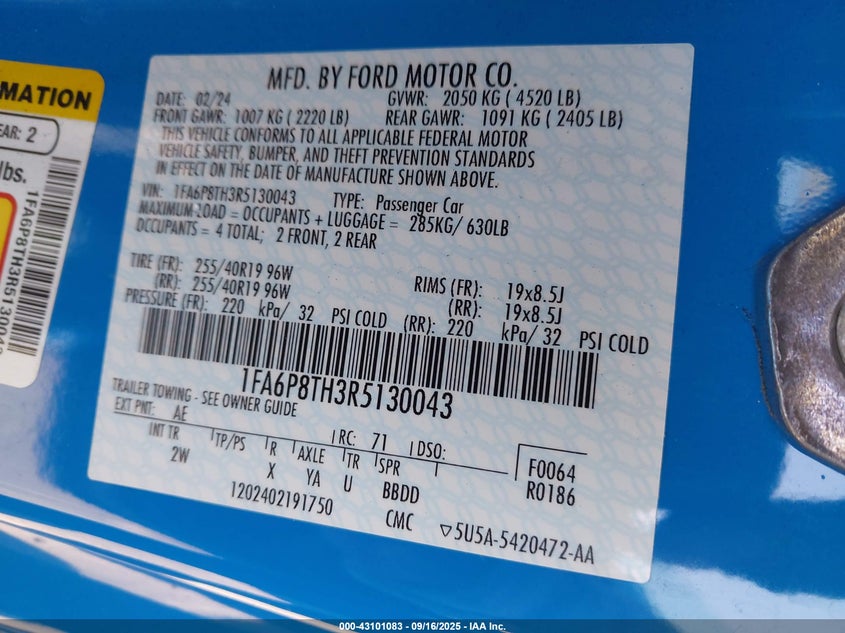 MFD. BY FORD MOTOR CO.
DATE: 02/24 GVWR: 2050 KG ( 4520 LB)
FRONT GAWR: 1007 KG ( 2220 LB) REAR GAWR: 1091 KG ( 2405 LB)
THIS VEHICLE CONFORMS TO ALL APPLICABLE FEDERAL MOTOR
VEHICLE SAFETY, BUMPER, AND THEFT PREVENTION STANDARDS
IN EFFECT ON THE DATE OF MANUFACTURE SHOWN ABOVE.
VIN: 1FA6P8TH3R5130043 TYPE: Passenger Car
MAXIMUM LOAD = OCCUPANTS + LUGGAGE = 285KG/ 630LB
OCCUPANTS = 4 TOTAL; 2 FRONT, 2 REAR
TIRE (FR): 255/40R19 96W RIMS (FR): 19x8.5J
(RR): 255/40R19 96W (RR): 19x8.5J
PRESSURE (FR): 220 kPa/ 32 PSI COLD (RR): 220 kPa/ 32 PSI COLD
1FA6P8TH3R5130043
TRAILER TOWING - SEE OWNER GUIDE
EXT PNT: AE RC: 71 DSO: F0064
INT TR TP/PS R AXLE TR SPR R0186
2W X YA U BBDD
1202402191750 CMC 5U5A-5420472-AA
MATION
EAR: 2
lbs.
1FA6P8TH3R5130043
000-43101083 - 09/16/2025 - IAA Inc.